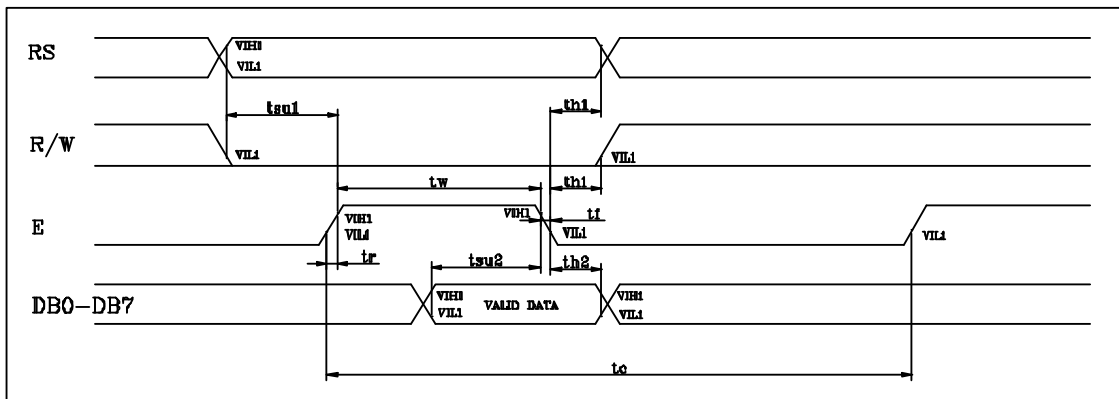 RS
VIH1
VIL1
tsu1
th1
R/W
VIL1
VIL1
tw
th1
E
VIH1
VIL1
VIH1
tf
VIL1
VIL1
tr
tsu2
th2
DB0-DB7
VIH1
VIL1
VALID DATA
VIH1
VIL1
tc